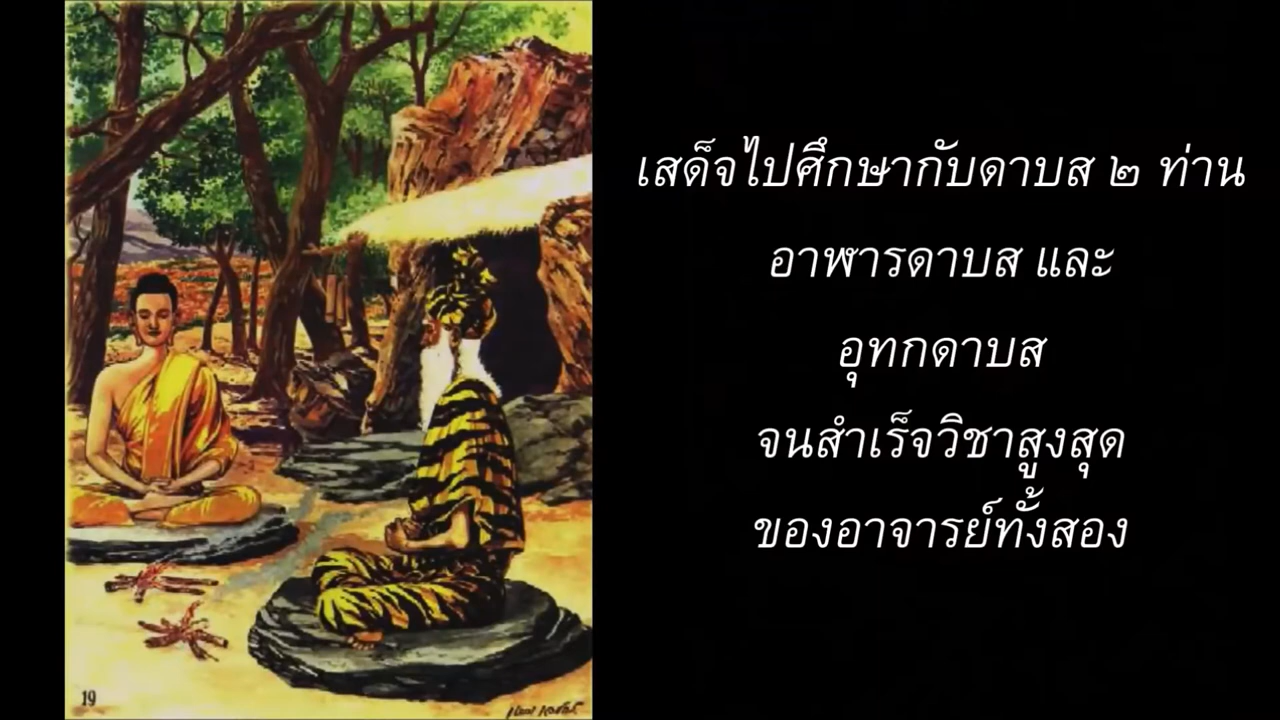 เสด็จไปศึกษากับดาบส ๒ ท่าน
อาฬารดาบส และ
อุทกดาบส
จนสำเร็จวิชาสูงสุด
ของอาจารย์ทั้งสอง
19